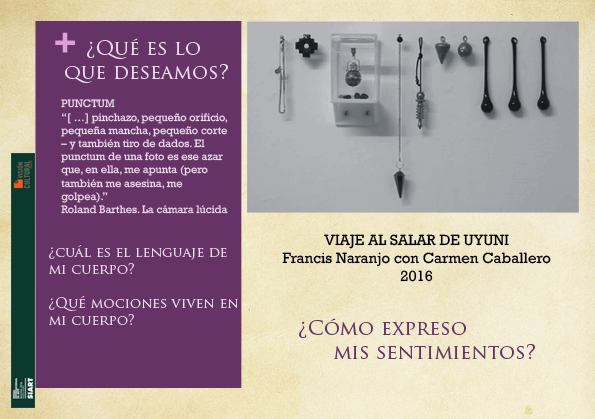 + ¿Qué es lo
que deseamos?
PUNCTUM
“[ ...] pinchazo, pequeño orificio,
pequeña mancha, pequeño corte
– y también tiro de dados. El
punctum de una foto es ese azar
que, en ella, me apunta (pero
también me asesina, me
golpea).”
Roland Barthes. La cámara lúcida
¿cuál es el lenguaje de
mi cuerpo?
¿Qué mociones viven en
mi cuerpo?
VISIÓN
CULTURAL
SIART
VIAJE AL SALAR DE UYUNI
Francis Naranjo con Carmen Caballero
2016
¿Cómo expreso
mis sentimientos?